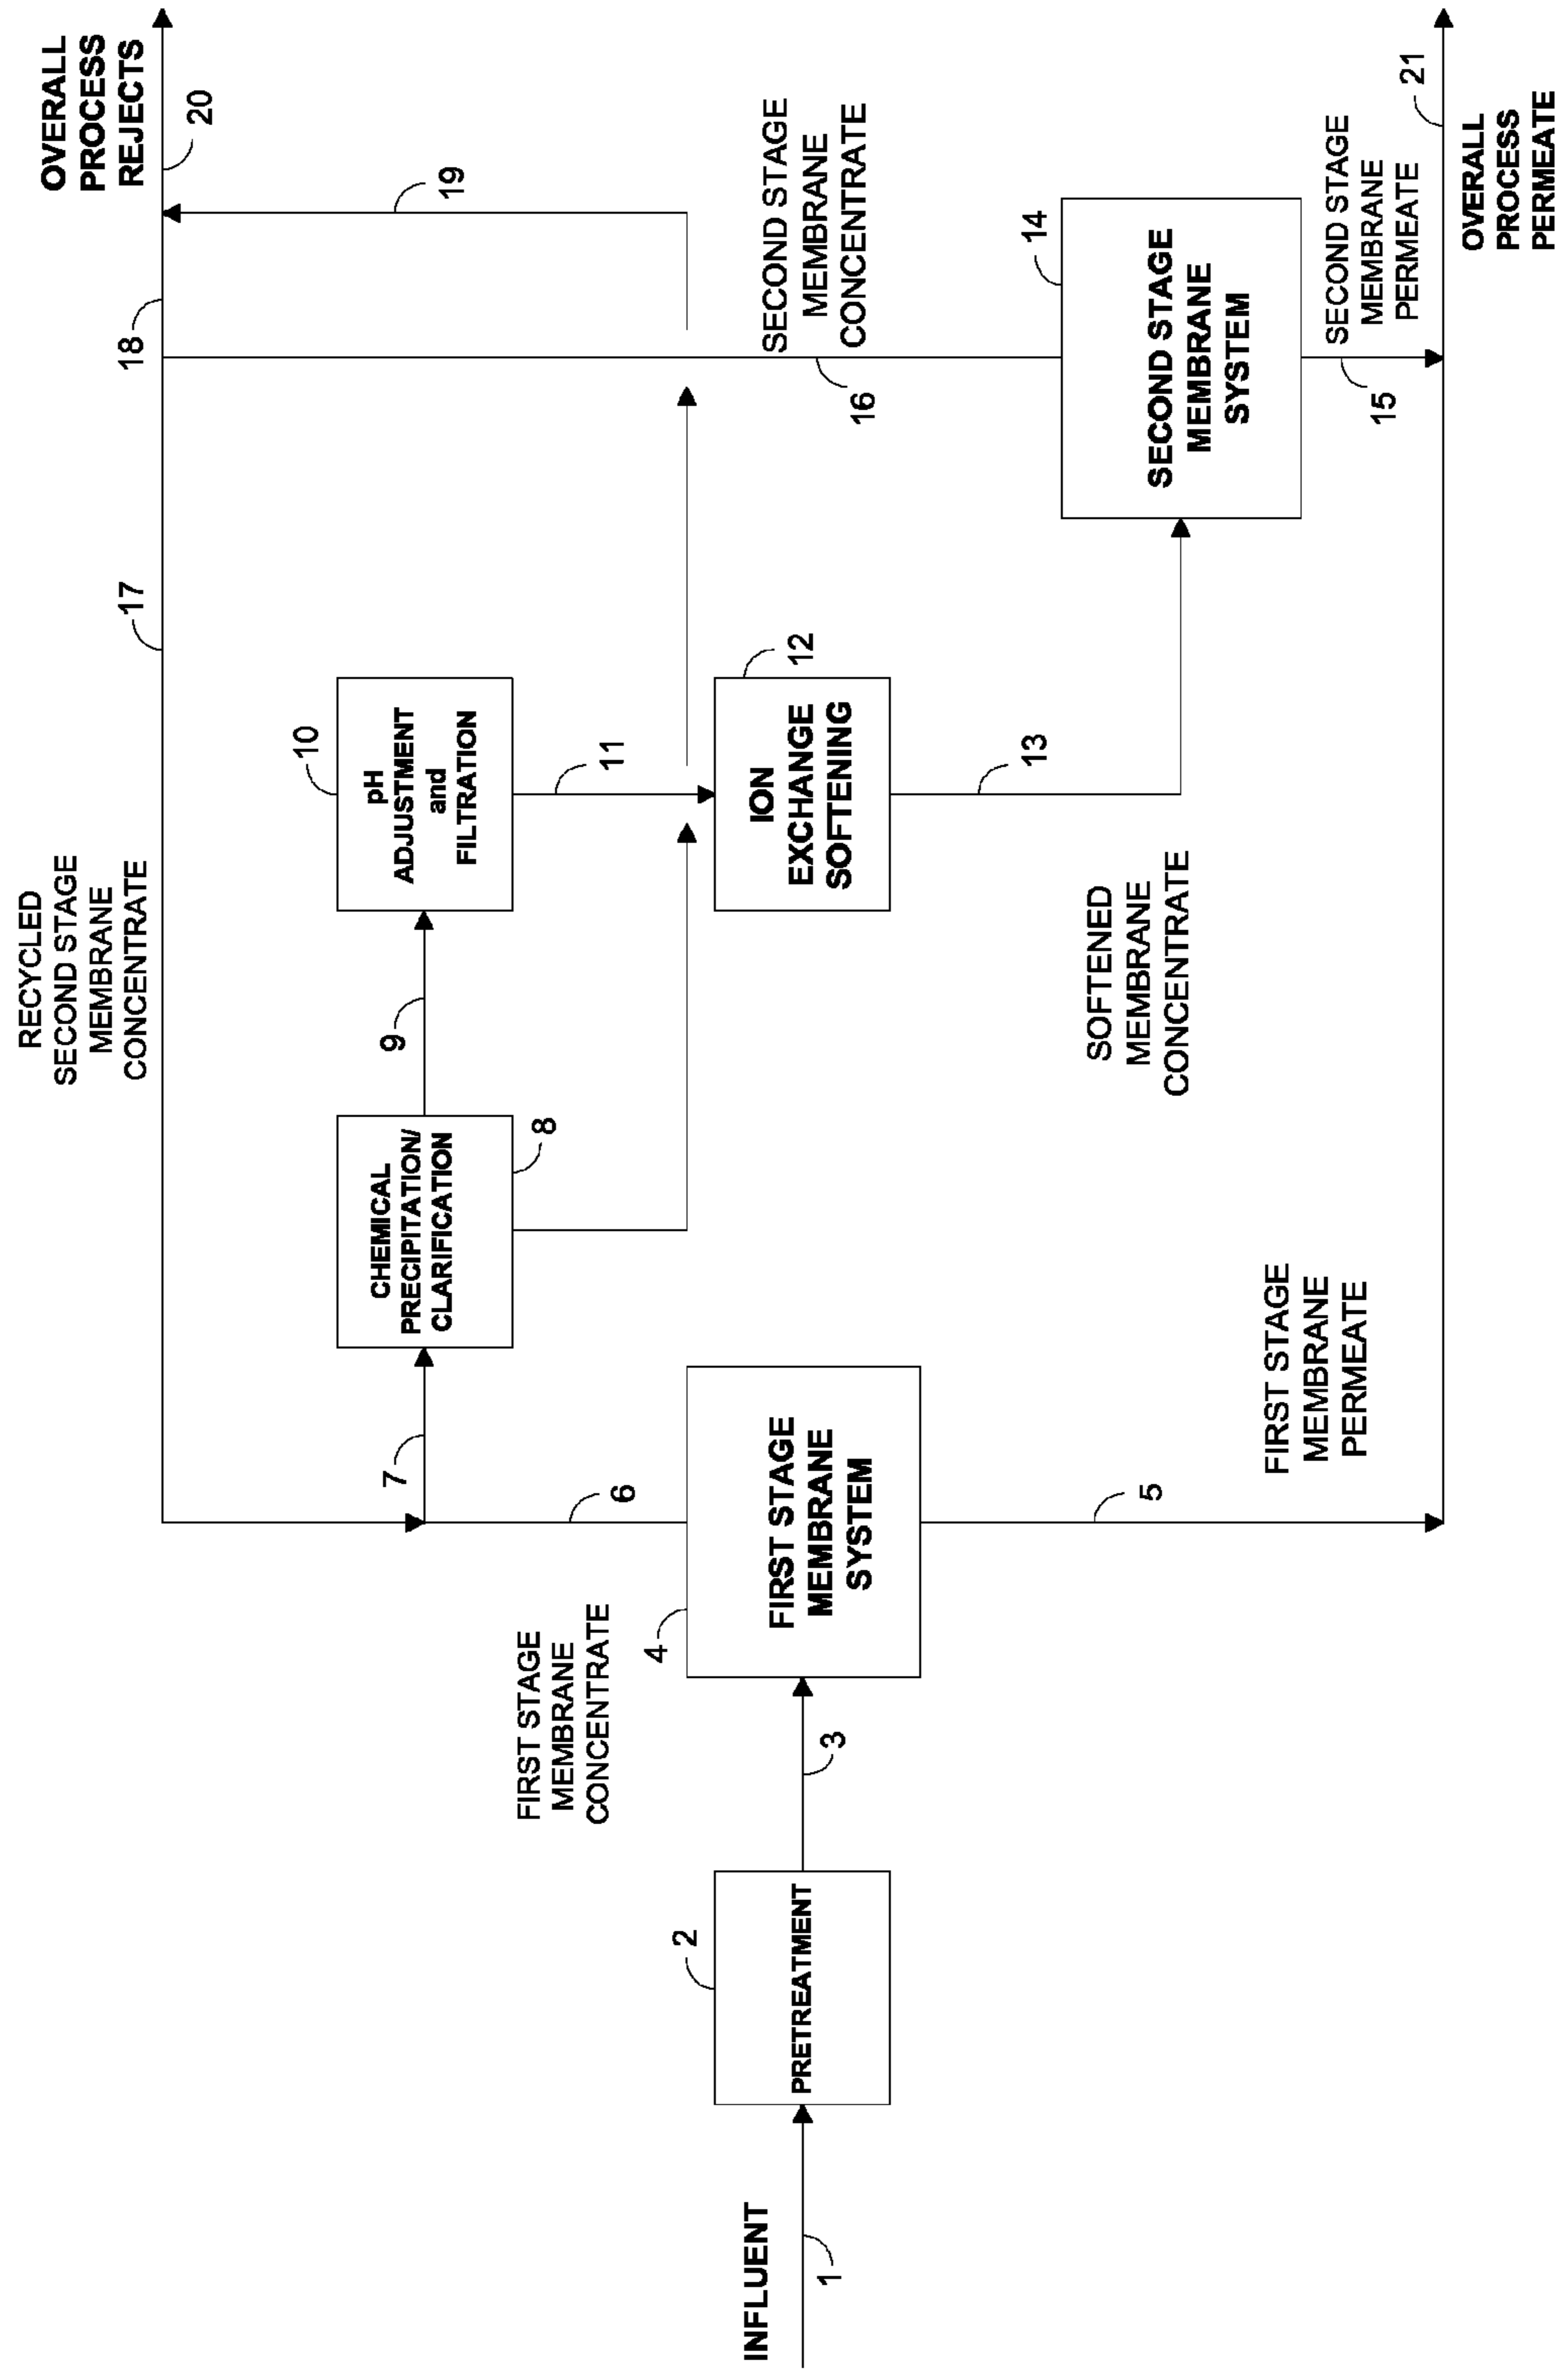 INFLUENT
1
2
PRETREATMENT
3
4
FIRST STAGE
MEMBRANE
SYSTEM
FIRST STAGE
MEMBRANE
CONCENTRATE
6
5
FIRST STAGE
MEMBRANE
PERMEATE
7
CHEMICAL
PRECIPITATION/
CLARIFICATION
8
9
RECYCLED
SECOND STAGE
MEMBRANE
CONCENTRATE
17
10
pH
ADJUSTMENT
and
FILTRATION
11
12
ION
EXCHANGE
SOFTENING
13
SOFTENED
MEMBRANE
CONCENTRATE
14
SECOND STAGE
MEMBRANE
SYSTEM
15
SECOND STAGE
MEMBRANE
PERMEATE
16
SECOND STAGE
MEMBRANE
CONCENTRATE
18
19
20
OVERALL
PROCESS
REJECTS
21
OVERALL
PROCESS
PERMEATE